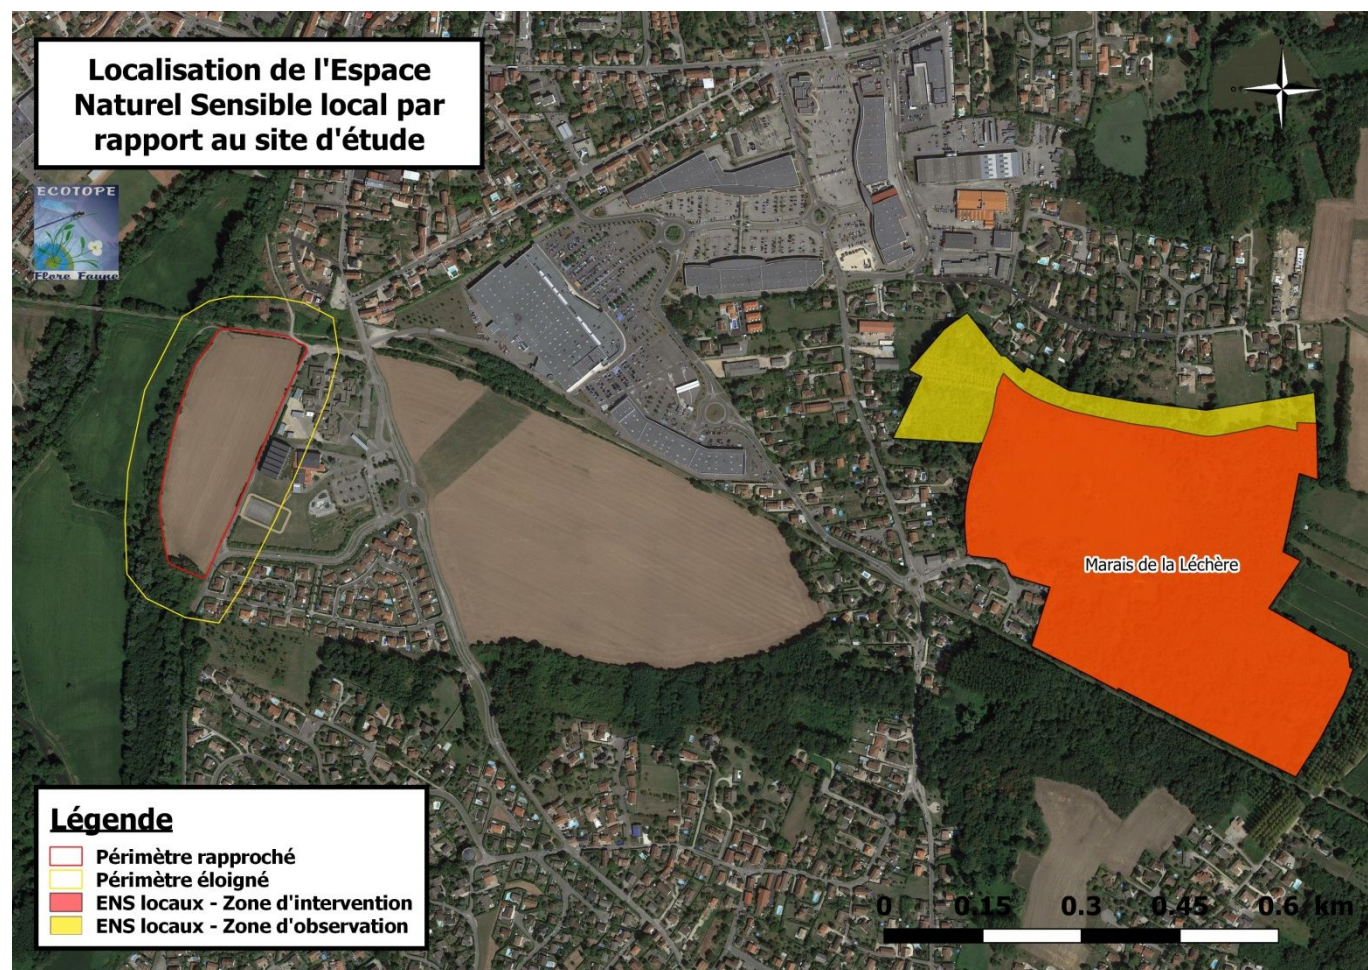 Localisation de l'Espace
Naturel Sensible local par
rapport au site d'étude
ECOTOPE
Flore Faune
Marais de la Léchère
Légende
Périmètre rapproché
Périmètre éloigné
ENS locaux - Zone d'intervention
ENS locaux - Zone d'observation
0 0.15 0.3 0.45 0.6 km